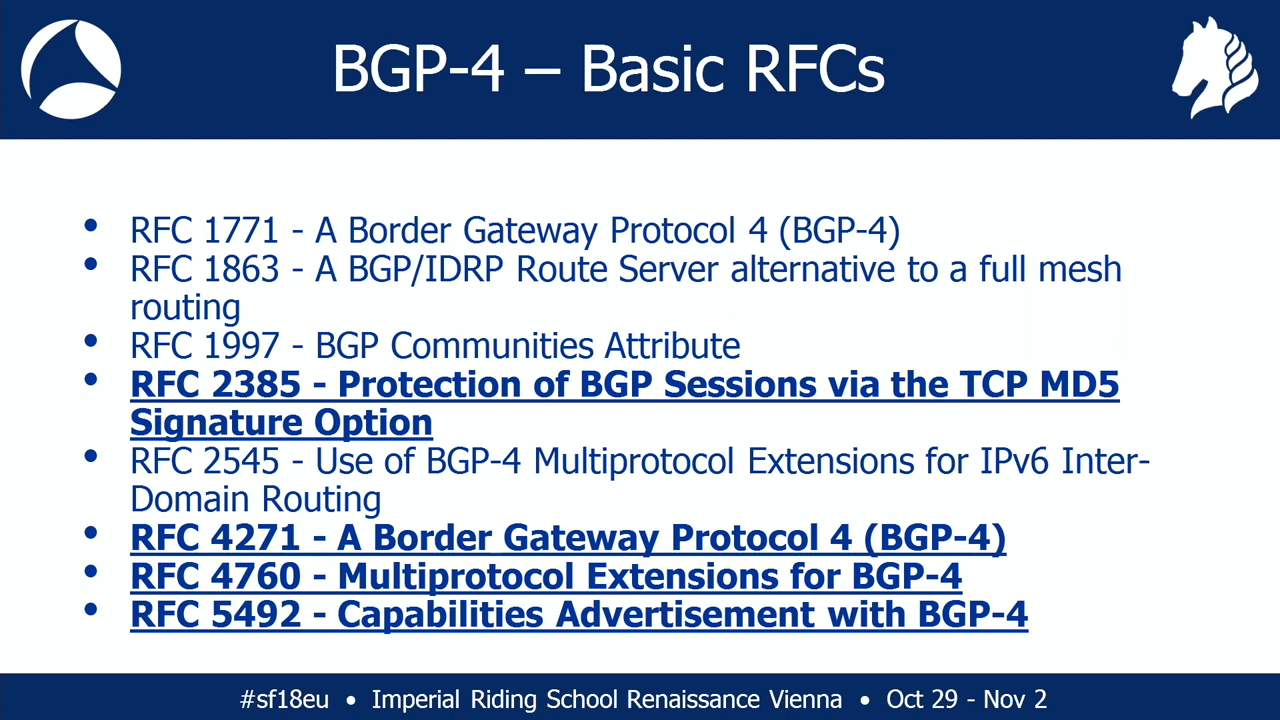 BGP-4 – Basic RFCs
• RFC 1771 - A Border Gateway Protocol 4 (BGP-4)
• RFC 1863 - A BGP/IDRP Route Server alternative to a full mesh
routing
• RFC 1997 - BGP Communities Attribute
• RFC 2385 - Protection of BGP Sessions via the TCP MD5
Signature Option
• RFC 2545 - Use of BGP-4 Multiprotocol Extensions for IPv6 Inter-
Domain Routing
• RFC 4271 - A Border Gateway Protocol 4 (BGP-4)
• RFC 4760 - Multiprotocol Extensions for BGP-4
• RFC 5492 - Capabilities Advertisement with BGP-4
#sf18eu • Imperial Riding School Renaissance Vienna • Oct 29 - Nov 2